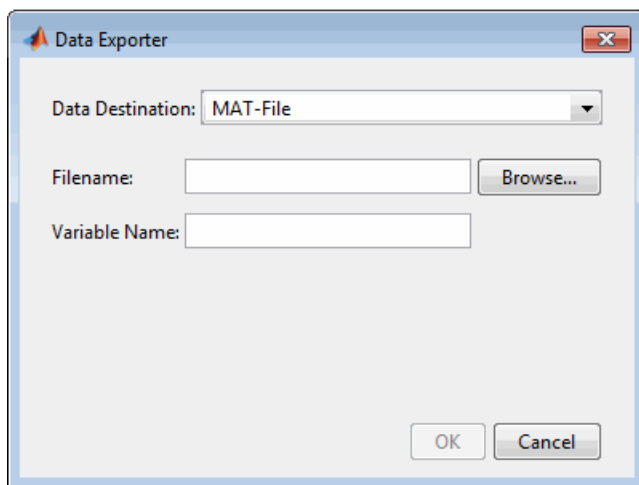 Data Exporter
Data Destination: MAT-File
Filename: Browse...
Variable Name:
OK Cancel